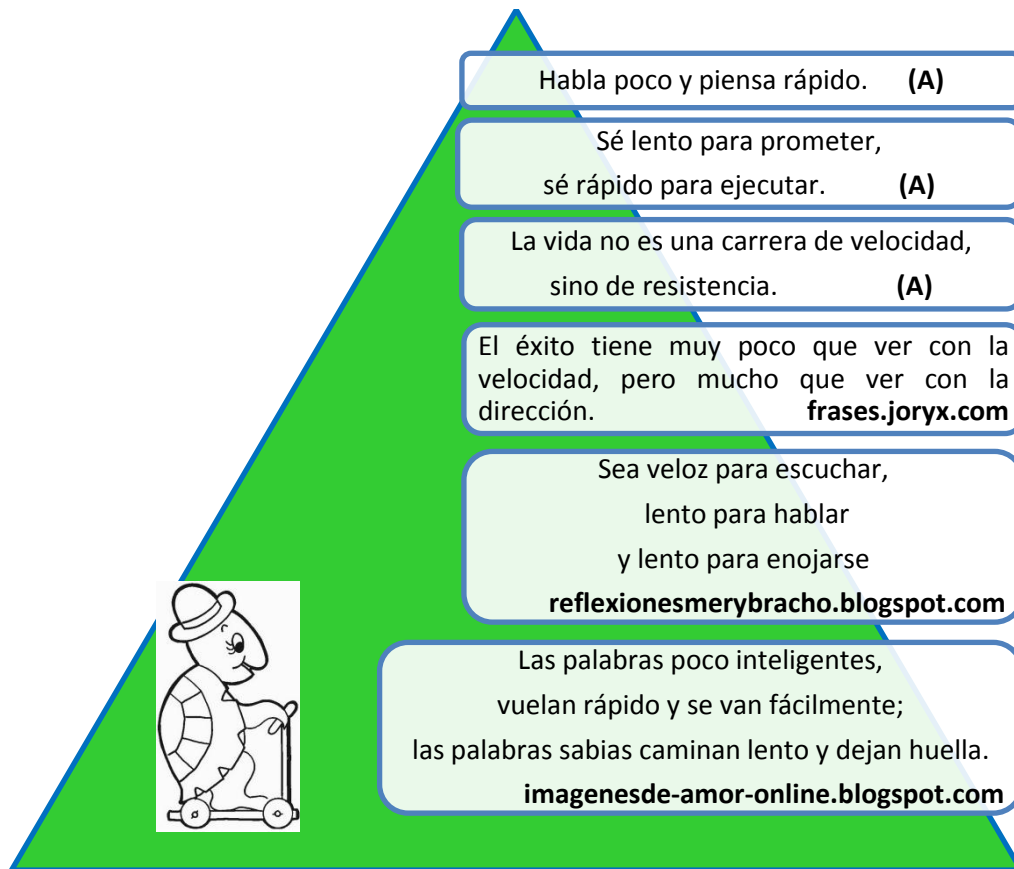 Habla poco y piensa rápido. (A)
Sé lento para prometer,
sé rápido para ejecutar. (A)
La vida no es una carrera de velocidad,
sino de resistencia. (A)
El éxito tiene muy poco que ver con la
velocidad, pero mucho que ver con la
dirección. frases.joryx.com
Sea veloz para escuchar,
lento para hablar
y lento para enojarse
reflexionesmerybracho.blogspot.com
Las palabras poco inteligentes,
vuelan rápido y se van fácilmente;
las palabras sabias caminan lento y dejan huella.
imagenesde-amor-online.blogspot.com